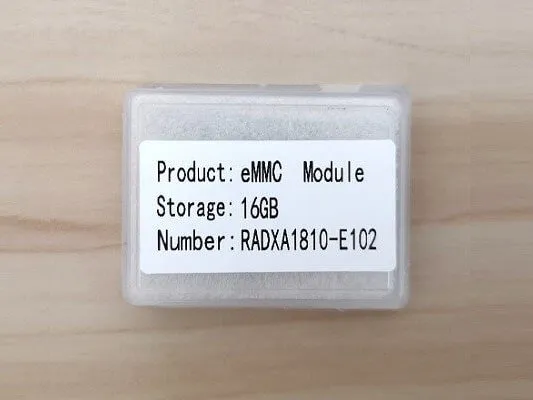 Product: eMMC Module
Storage: 16GB
Number: RADXA1810-E102